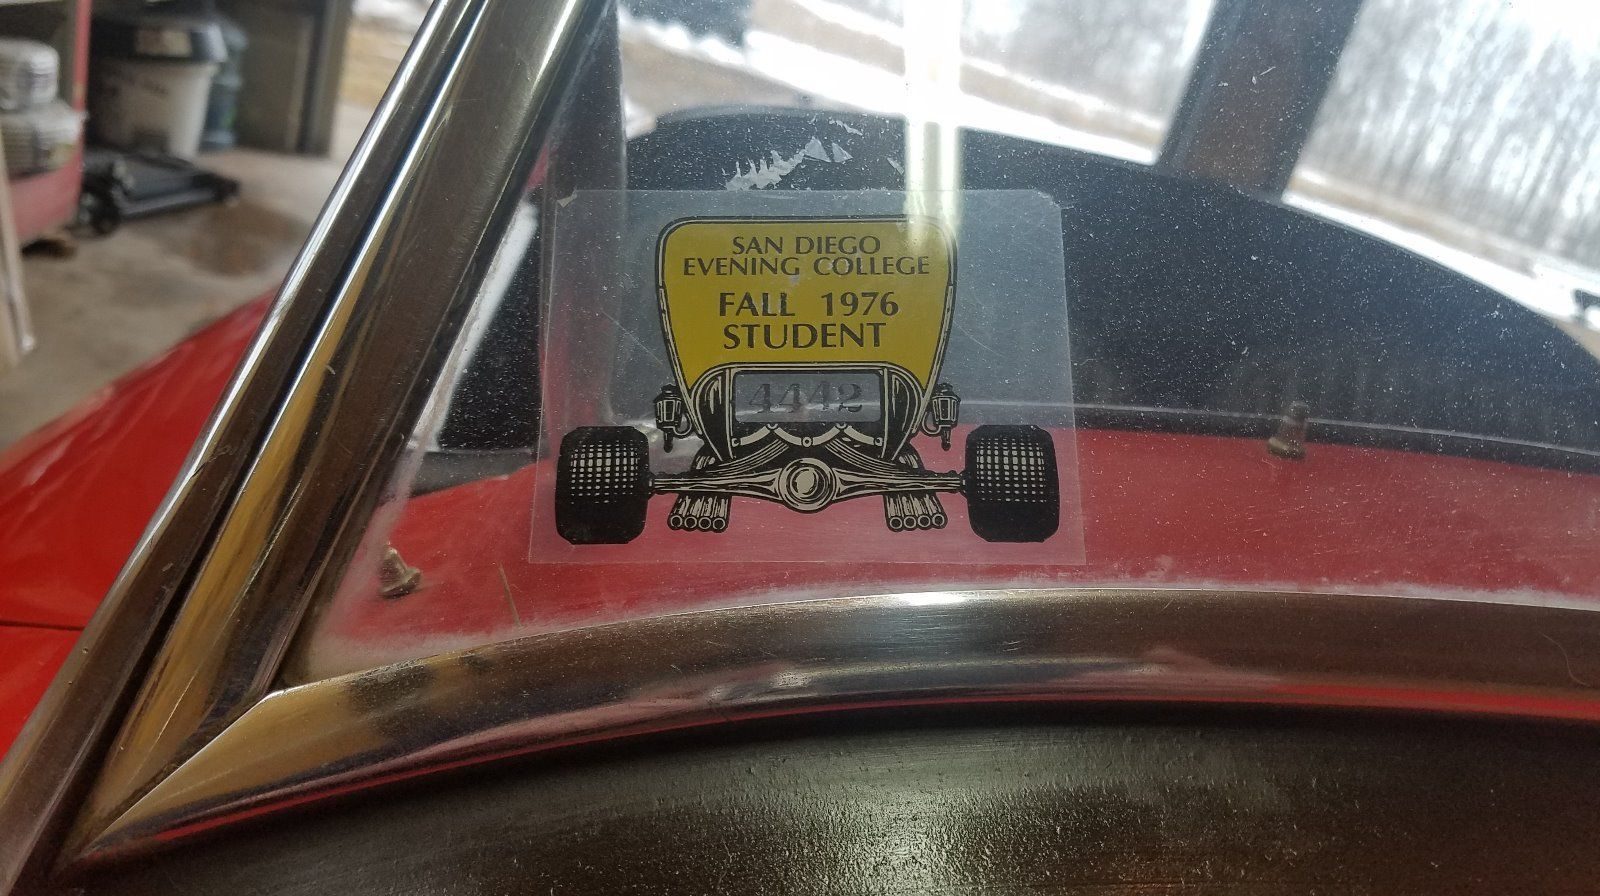 SAN DIEGO
EVENING COLLEGE
FALL 1976
STUDENT
4442